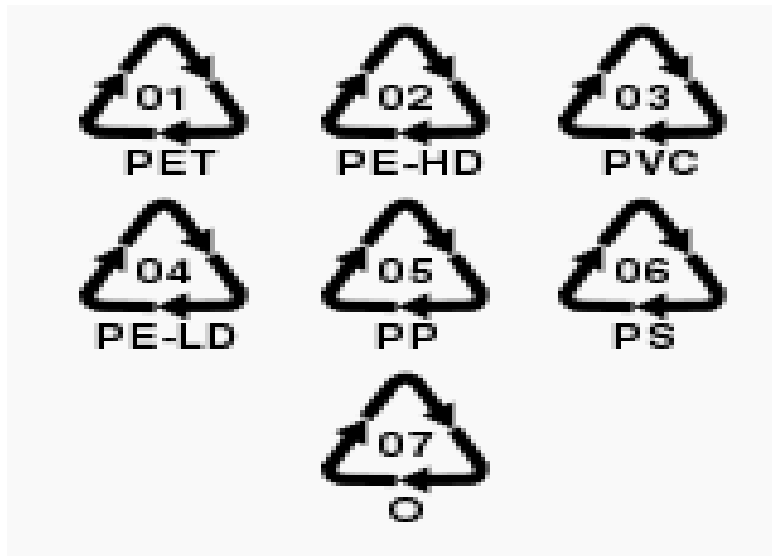 01 02 03
PET PE-HD PVC
04 05 06
PE-LD PP PS
07
O